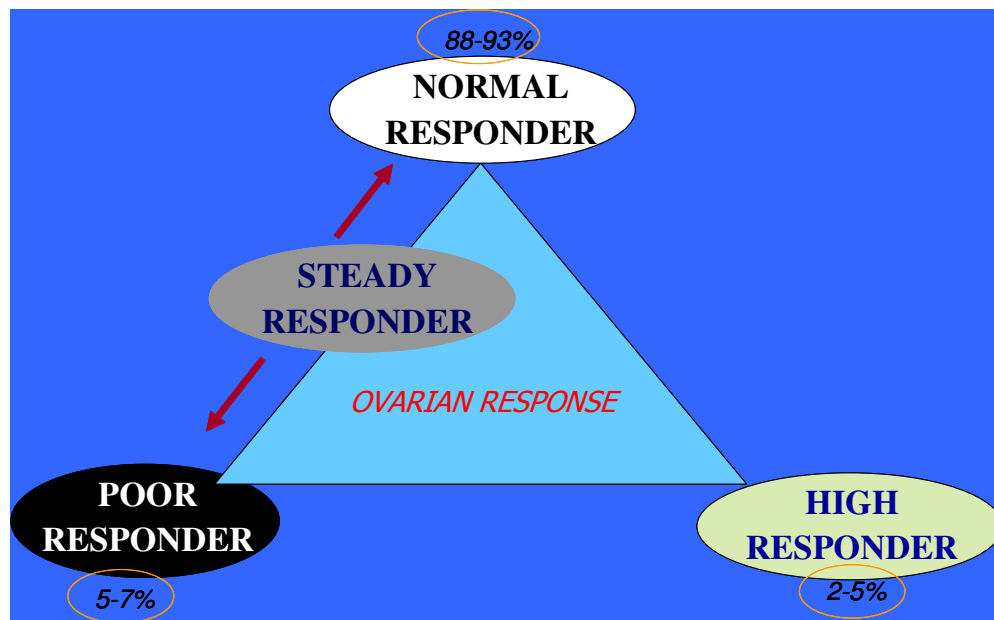 88-93%
NORMAL
RESPONDER
STEADY
RESPONDER
OVARIAN RESPONSE
POOR
RESPONDER
5-7%
HIGH
RESPONDER
2-5%